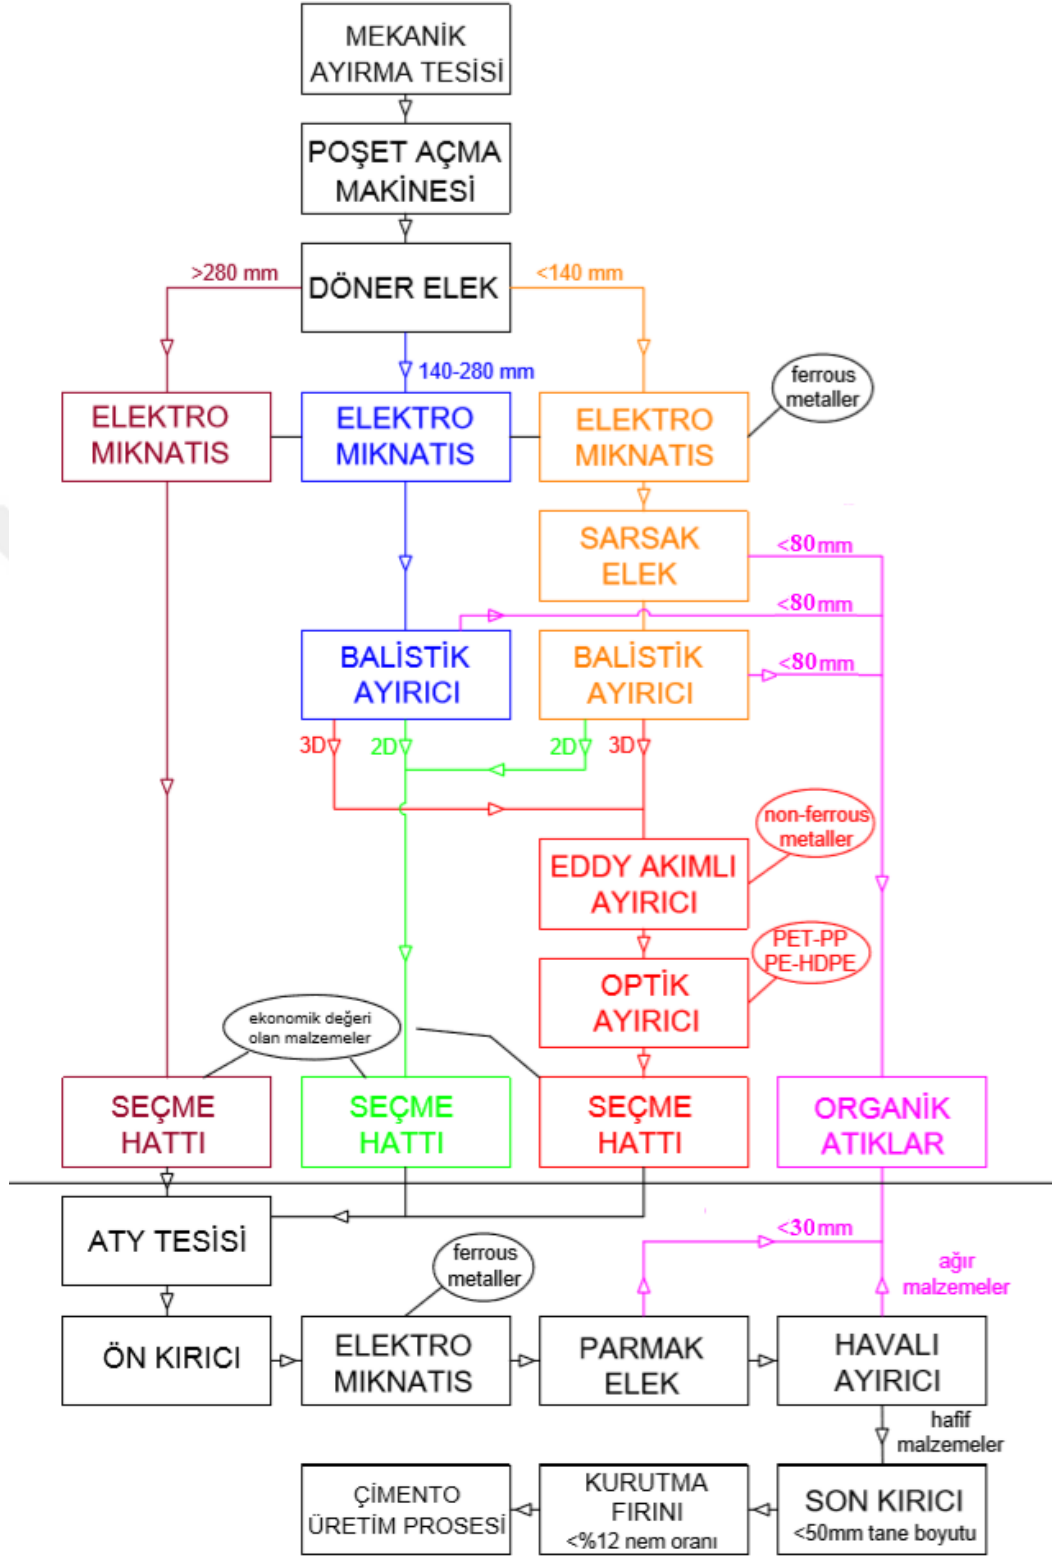 MEKANİK
AYIRMA TESİSİ
POŞET AÇMA
MAKİNESİ
DÖNER ELEK
>280 mm
<140 mm
140-280 mm
ferrous
metaller
ELEKTRO
MIKNATIS
ELEKTRO
MIKNATIS
ELEKTRO
MIKNATIS
SARSAK
ELEK
<80mm
<80mm
BALİSTİK
AYIRICI
BALİSTİK
AYIRICI
<80mm
3D
2D
2D
3D
non-ferrous
metaller
EDDY AKIMLI
AYIRICI
PET-PP
PE-HDPE
OPTİK
AYIRICI
ekonomik değeri
olan malzemeler
SEÇME
HATTI
SEÇME
HATTI
SEÇME
HATTI
ORGANİK
ATIKLAR
ATY TESİSİ
ferrous
metaller
<30mm
ağır
malzemeler
ÖN KIRICI
ELEKTRO
MIKNATIS
PARMAK
ELEK
HAVALI
AYIRICI
hafif
malzemeler
ÇİMENTO
ÜRETİM PROSESİ
KURUTMA
FIRINI
<%12 nem oranı
SON KIRICI
<50mm tane boyutu